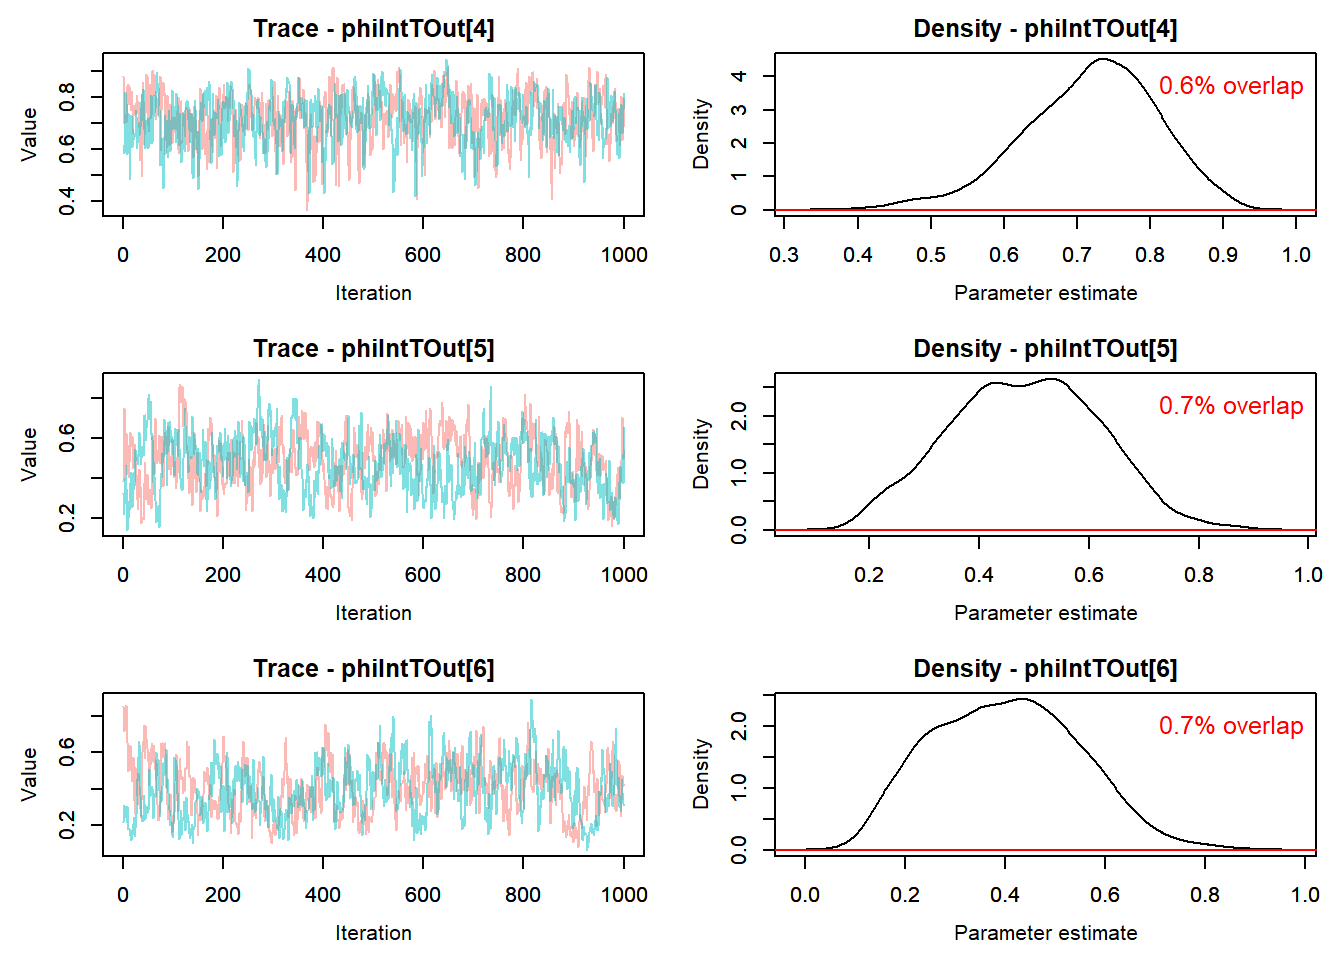 Trace - phiIntTOut[4]
Value
0.4 0.6 0.8
0 200 400 600 800 1000
Iteration
Density - phiIntTOut[4]
0.6% overlap
Density
0 1 2 3 4
0.3 0.4 0.5 0.6 0.7 0.8 0.9 1.0
Parameter estimate
Trace - phiIntTOut[5]
Value
0.2 0.6
0 200 400 600 800 1000
Iteration
Density - phiIntTOut[5]
0.7% overlap
Density
0.0 1.0 2.0
0.2 0.4 0.6 0.8 1.0
Parameter estimate
Trace - phiIntTOut[6]
Value
0.2 0.6
0 200 400 600 800 1000
Iteration
Density - phiIntTOut[6]
0.7% overlap
Density
0.0 1.0 2.0
0.0 0.2 0.4 0.6 0.8 1.0
Parameter estimate